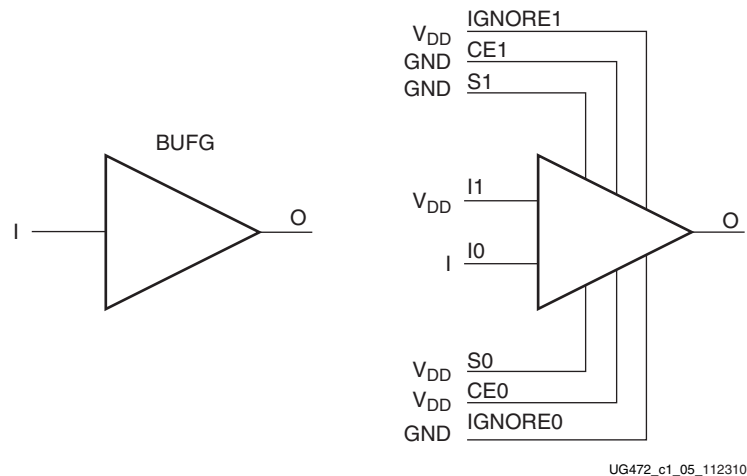 BUFG
I
O
VDD IGNORE1
GND CE1
GND S1
VDD I1
I I0
O
VDD S0
VDD CE0
GND IGNORE0
UG472_c1_05_112310